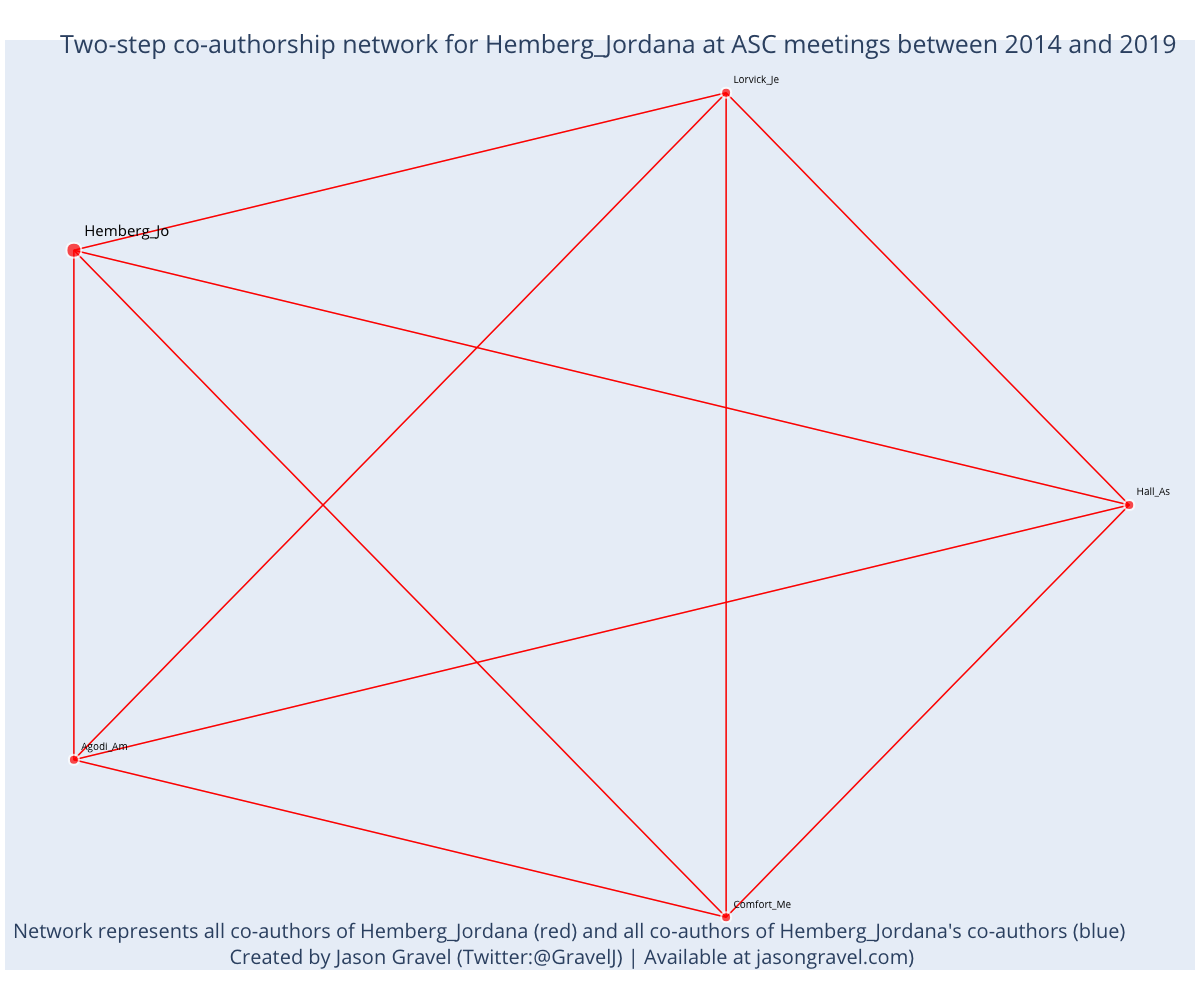 Two-step co-authorship network for Hemberg_Jordana at ASC meetings between 2014 and 2019
Lorvick_Je
Hemberg_Jo
Hall_As
Agodi_Am
Comfort_Me
Network represents all co-authors of Hemberg_Jordana (red) and all co-authors of Hemberg_Jordana's co-authors (blue)
Created by Jason Gravel (Twitter:@GravelJ) | Available at jasongravel.com)